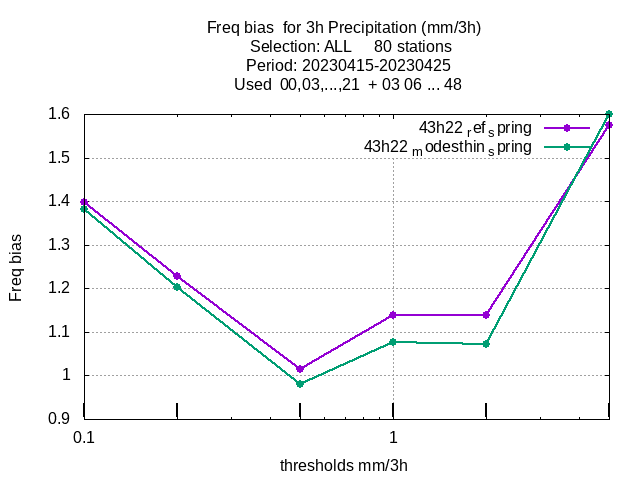 Freq bias for 3h Precipitation (mm/3h)
Selection: ALL 80 stations
Period: 20230415-20230425
Used 00,03,...,21 + 03 06 ... 48
43h22 ref spring
43h22 modesthin spring
1.6
1.5
1.4
1.3
1.2
1.1
1
0.9
Freq bias
0.1 1
thresholds mm/3h